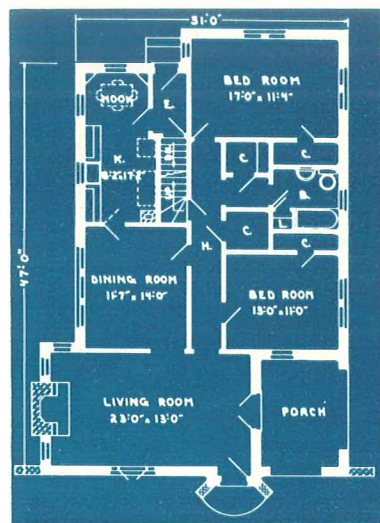 31'·0"
BED ROOM
17'0" x 11'4"
NOOK
E.
K.
C.
C.
B.
L.
C.
H.
C.
47'·0"
DINING ROOM
11'-7" x 14'0"
BED ROOM
13'0" x 11'0"
LIVING ROOM
23'0" x 13'0"
PORCH